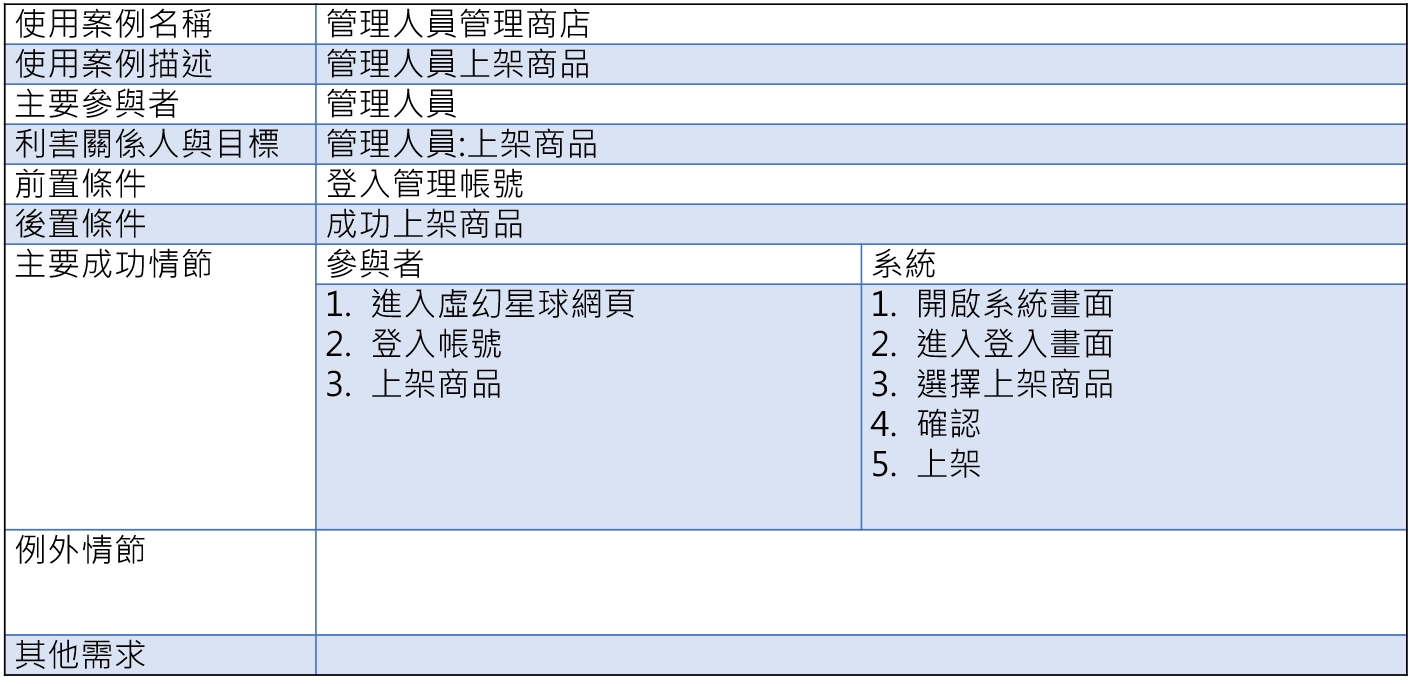 使用案例名稱 管理人員管理商店
使用案例描述 管理人員上架商品
主要參與者 管理人員
利害關係人與目標 管理人員:上架商品
前置條件 登入管理帳號
後置條件 成功上架商品
主要成功情節 參與者 系統
1. 進入虛幻星球網頁 1. 開啟系統畫面
2. 登入帳號 2. 進入登入畫面
3. 上架商品 3. 選擇上架商品
4. 確認
5. 上架
例外情節
其他需求